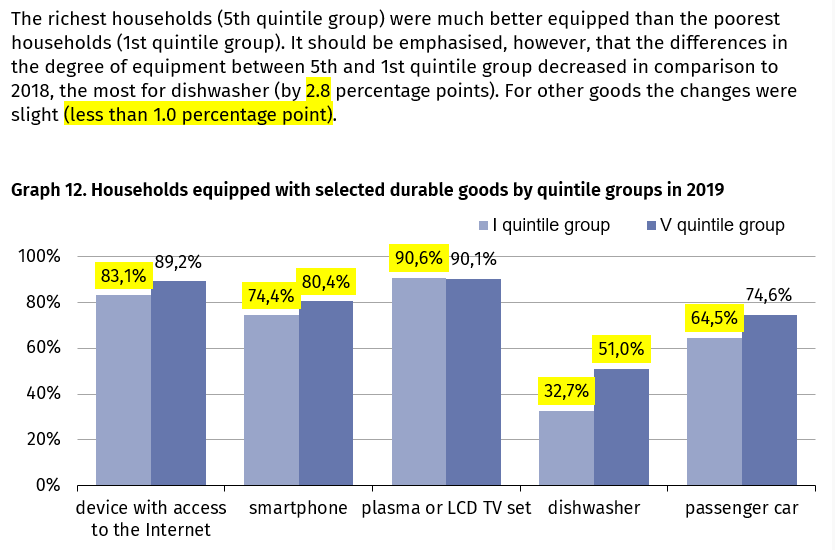 The richest households (5th quintile group) were much better equipped than the poorest
households (1st quintile group). It should be emphasised, however, that the differences in
the degree of equipment between 5th and 1st quintile group decreased in comparison to
2018, the most for dishwasher (by 2.8 percentage points). For other goods the changes were
slight (less than 1.0 percentage point).
Graph 12. Households equipped with selected durable goods by quintile groups in 2019
I quintile group V quintile group
100%
80%
60%
40%
20%
0%
83,1% 89,2%
74,4% 80,4%
90,6% 90,1%
32,7% 51,0%
64,5% 74,6%
device with access
to the Internet
smartphone
plasma or LCD TV set
dishwasher
passenger car